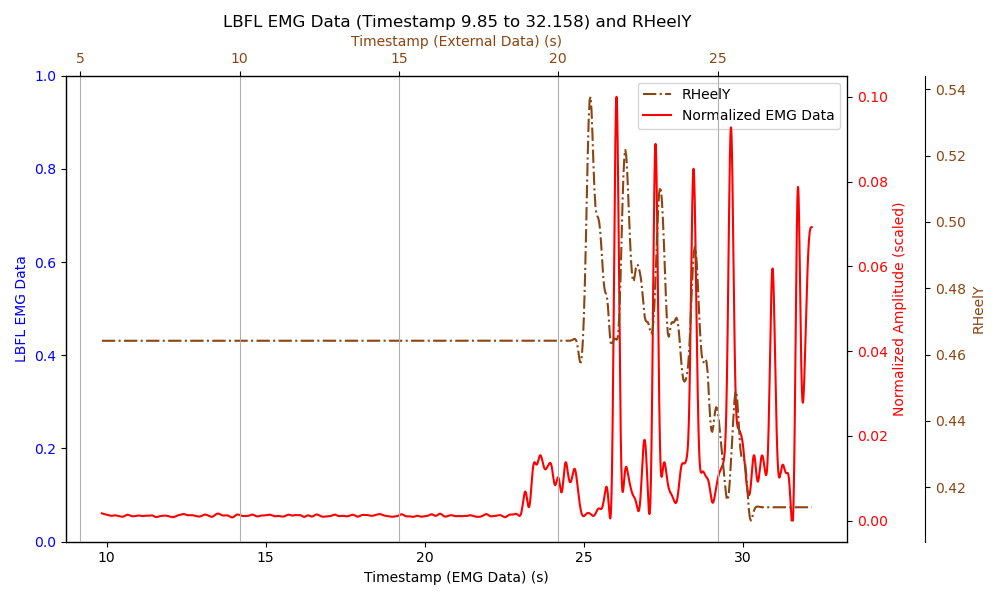 LBFL EMG Data (Timestamp 9.85 to 32.158) and RHeelY
Timestamp (External Data) (s)
5 10 15 20 25
RHeelY
Normalized EMG Data
1.0
0.8
0.6
0.4
0.2
0.0
LBFL EMG Data
0.10
0.08
0.06
0.04
0.02
0.00
Normalized Amplitude (scaled)
0.54
0.52
0.50
0.48
0.46
0.44
0.42
RHeelY
10 15 20 25 30
Timestamp (EMG Data) (s)